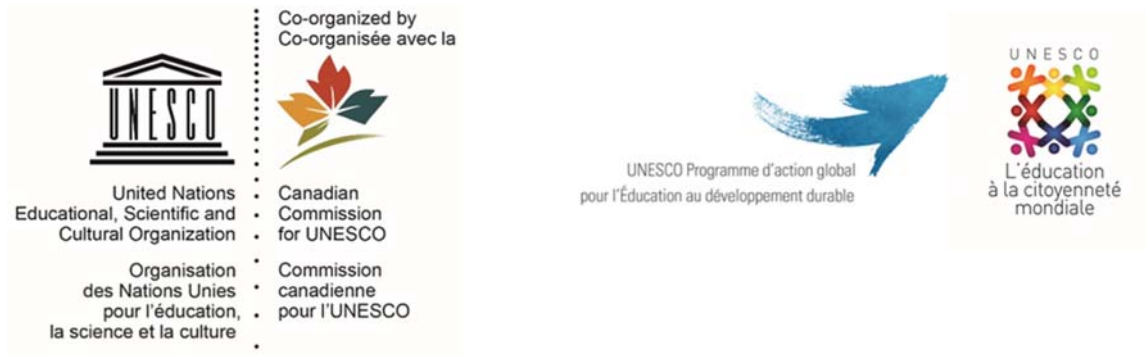 Co-organized by
Co-organisée avec la
UNESCO
United Nations
Educational, Scientific and
Cultural Organization
Canadian
Commission
for UNESCO
Organisation
des Nations Unies
pour l'éducation,
la science et la culture
Commission
canadienne
pour l'UNESCO
UNESCO Programme d'action global
pour l'Éducation au développement durable
UNESCO
L'éducation
à la citoyenneté
mondiale